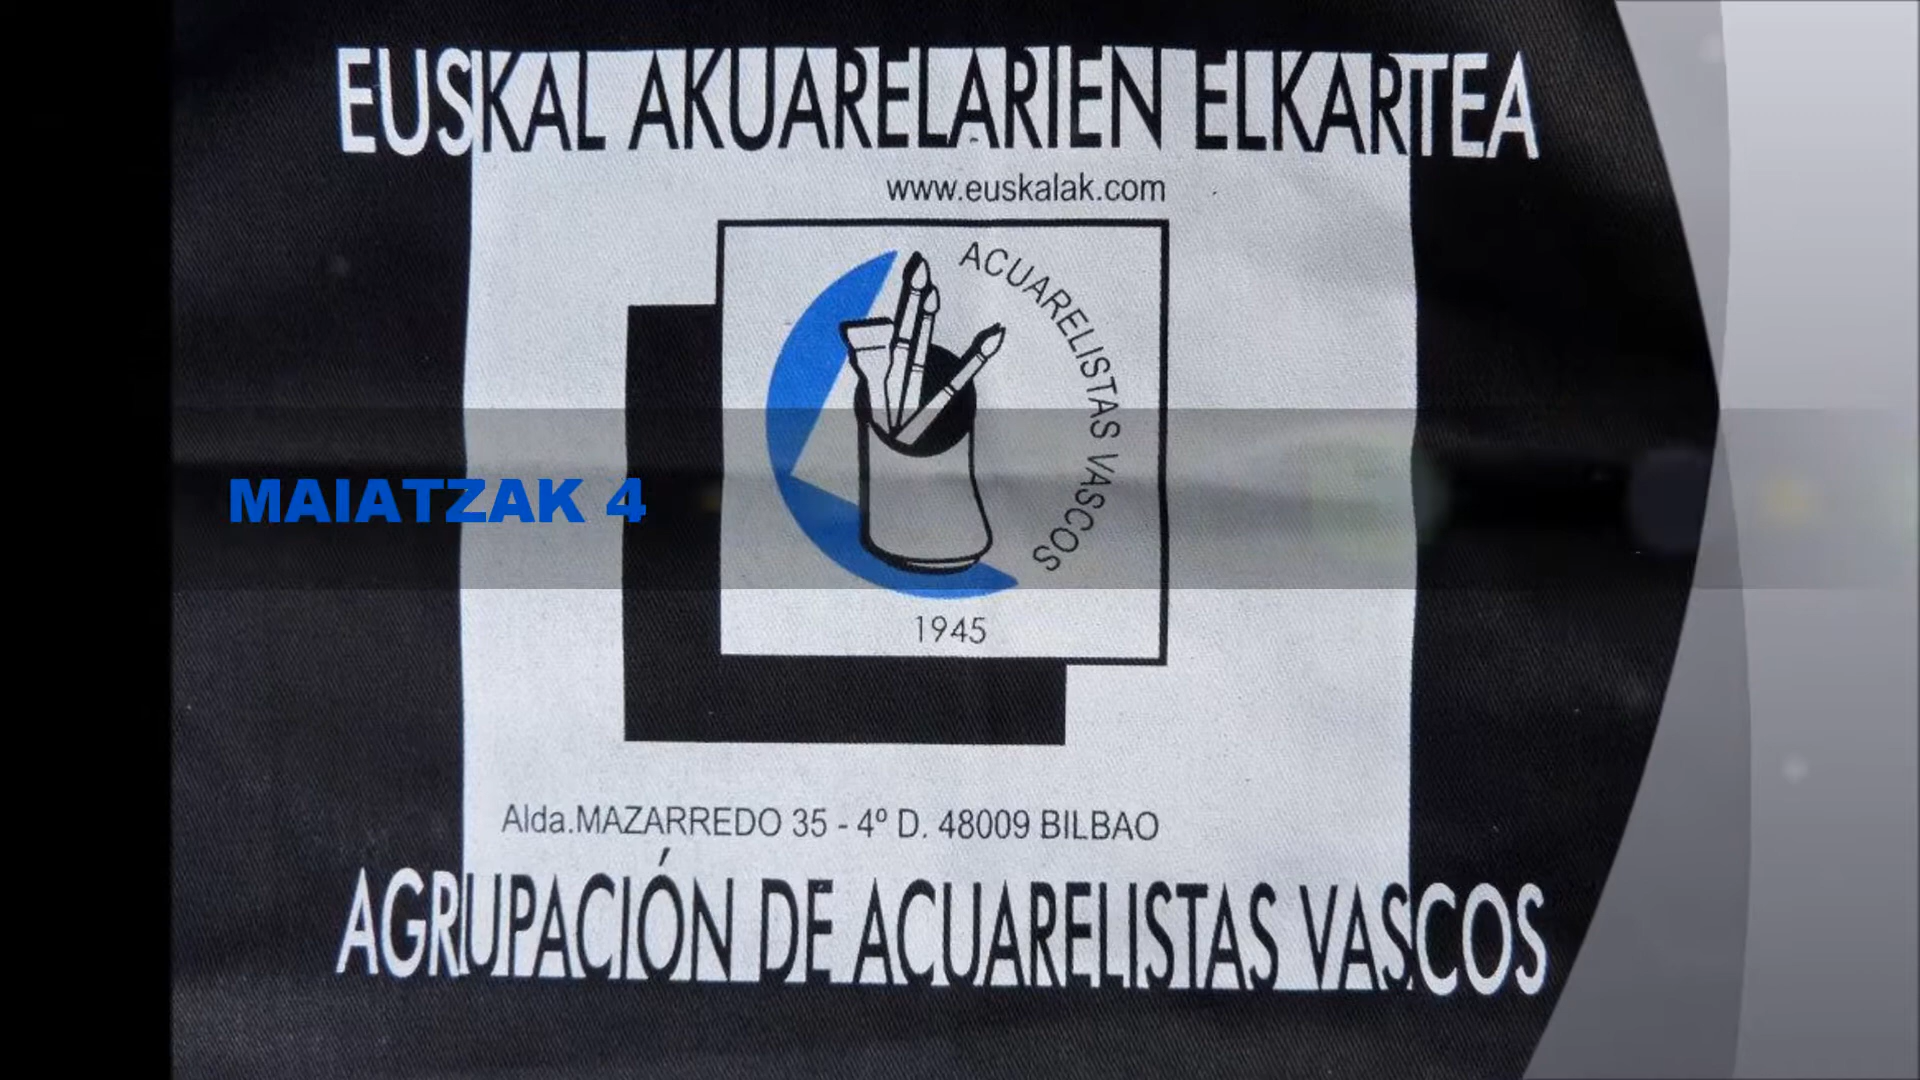 EUSKAL AKUARELARIEN ELKARTEA
www.euskalak.com
ACUARELISTAS VASCOS
MAIATZAK 4
1945
Alda.MAZARREDO 35 - 4º D. 48009 BILBAO
AGRUPACIÓN DE ACUARELISTAS VASCOS